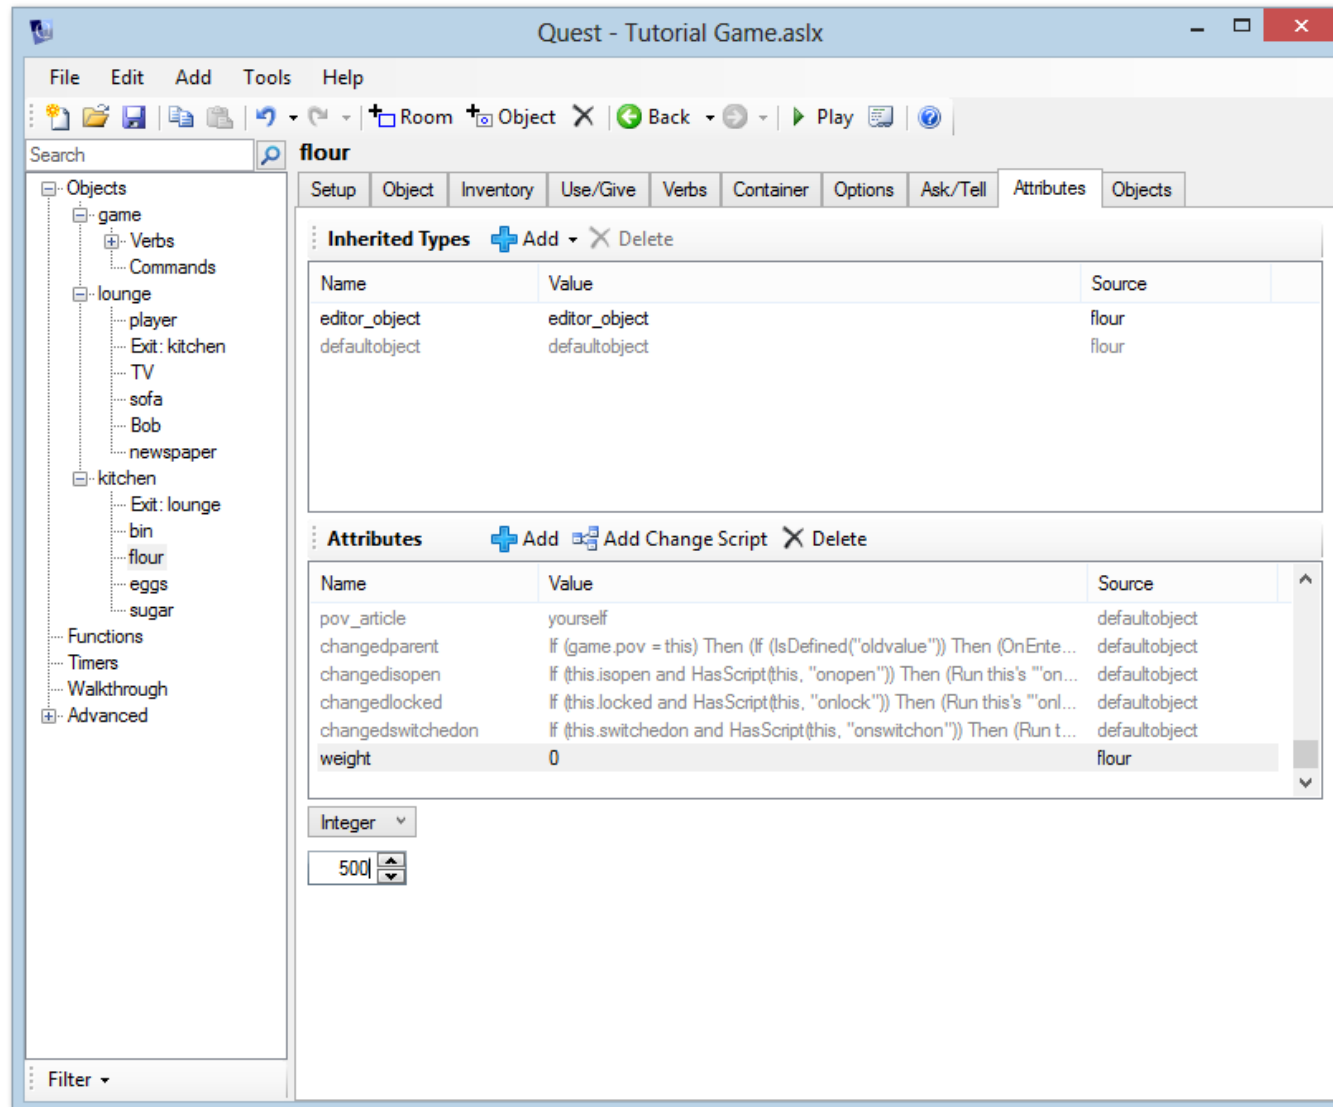 Quest - Tutorial Game.aslx
File Edit Add Tools Help
Room Object Back Play
Search
flour
Setup Object Inventory Use/Give Verbs Container Options Ask/Tell Attributes Objects
Objects
game
Verbs
Commands
lounge
player
Exit: kitchen
TV
sofa
Bob
newspaper
kitchen
Exit: lounge
bin
flour
eggs
sugar
Functions
Timers
Walkthrough
Advanced
Filter
Inherited Types Add Delete
Name Value Source
editor_object editor_object flour
defaultobject defaultobject flour
Attributes Add Add Change Script Delete
Name Value Source
pov_article yourself defaultobject
changedparent If (game.pov = this) Then (If (IsDefined("oldvalue")) Then (OnEnte... defaultobject
changedisopen If (this.isopen and HasScript(this, "onopen")) Then (Run this's "'on... defaultobject
changedlocked If (this.locked and HasScript(this, "onlock")) Then (Run this's "'onl... defaultobject
changedswitchedon If (this.switchedon and HasScript(this, "onswitchon")) Then (Run t... defaultobject
weight 0 flour
Integer
500